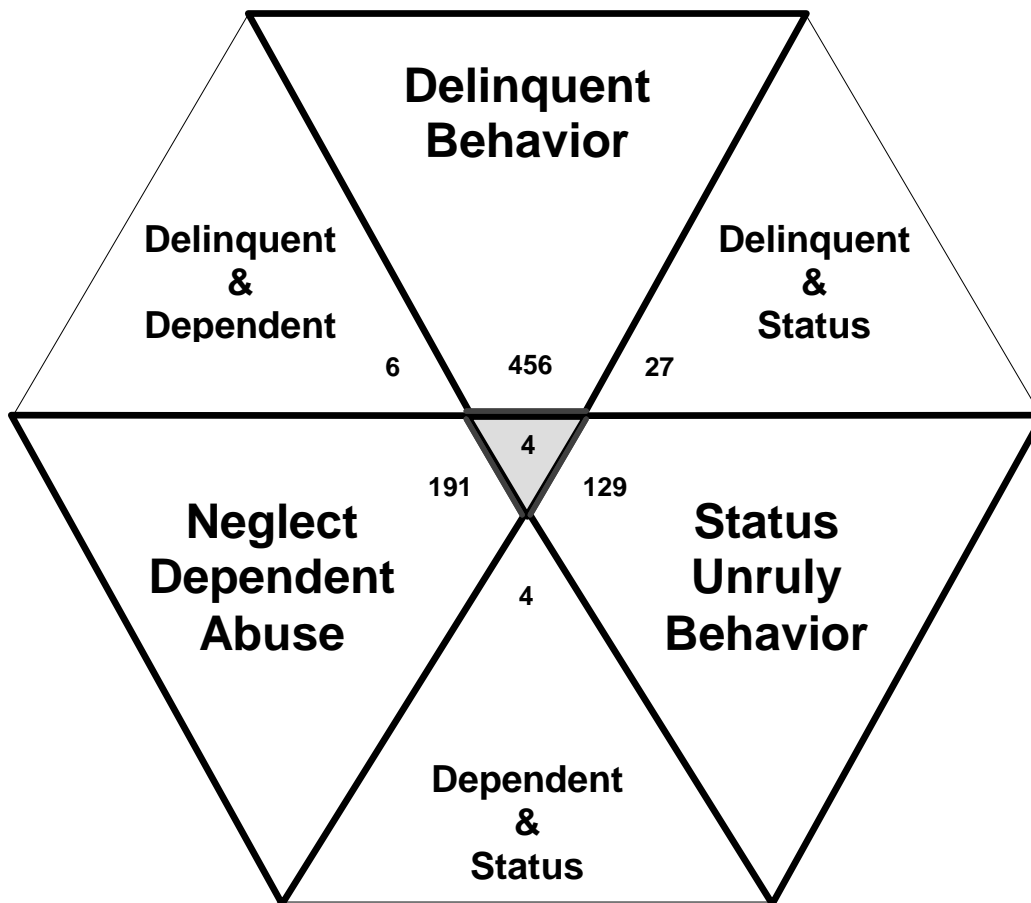 Delinquent
Behavior
Delinquent
&
Dependent
Delinquent
&
Status
6
456
27
4
191
129
Neglect
Dependent
Abuse
Status
Unruly
Behavior
4
Dependent
&
Status